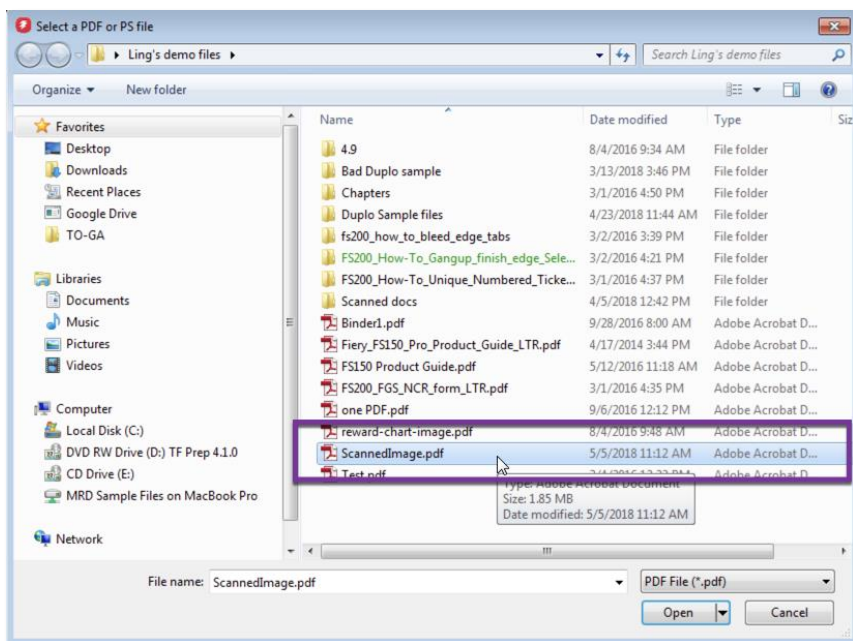 Select a PDF or PS file
Ling's demo files
Search Ling's demo files
Organize
New folder
Name
Date modified
Type
Siz
Favorites
Desktop
Downloads
Recent Places
Google Drive
TO-GA
Libraries
Documents
Music
Pictures
Videos
Computer
Local Disk (C:)
DVD RW Drive (D:) TF Prep 4.1.0
CD Drive (E:)
MRD Sample Files on MacBook Pro
Network
4.9 8/4/2016 9:34 AM File folder
Bad Duplo sample 3/13/2018 3:46 PM File folder
Chapters 3/1/2016 4:50 PM File folder
Duplo Sample files 4/23/2018 11:44 AM File folder
fs200_how_to_bleed_edge_tabs 3/2/2016 3:39 PM File folder
FS200_How-To_Gangup_finish_edge_Sele... 3/2/2016 4:21 PM File folder
FS200_How-To_Unique_Numbered_Ticke... 3/1/2016 4:37 PM File folder
Scanned docs 4/5/2018 12:42 PM File folder
Binder1.pdf 9/28/2016 8:00 AM Adobe Acrobat D...
Fiery_FS150_Pro_Product_Guide_LTR.pdf 4/17/2014 3:44 PM Adobe Acrobat D...
FS150 Product Guide.pdf 5/12/2016 11:18 AM Adobe Acrobat D...
FS200_FGS_NCR_form_LTR.pdf 3/1/2016 4:35 PM Adobe Acrobat D...
one PDF.pdf 9/6/2016 12:12 PM Adobe Acrobat D...
reward-chart-image.pdf 8/4/2016 9:48 AM Adobe Acrobat D...
ScannedImage.pdf 5/5/2018 11:12 AM Adobe Acrobat D...
Test.pdf Adobe Acrobat D...
Type: Adobe Acrobat Document
Size: 1.85 MB
Date modified: 5/5/2018 11:12 AM
File name: ScannedImage.pdf
PDF File (*.pdf)
Open
Cancel